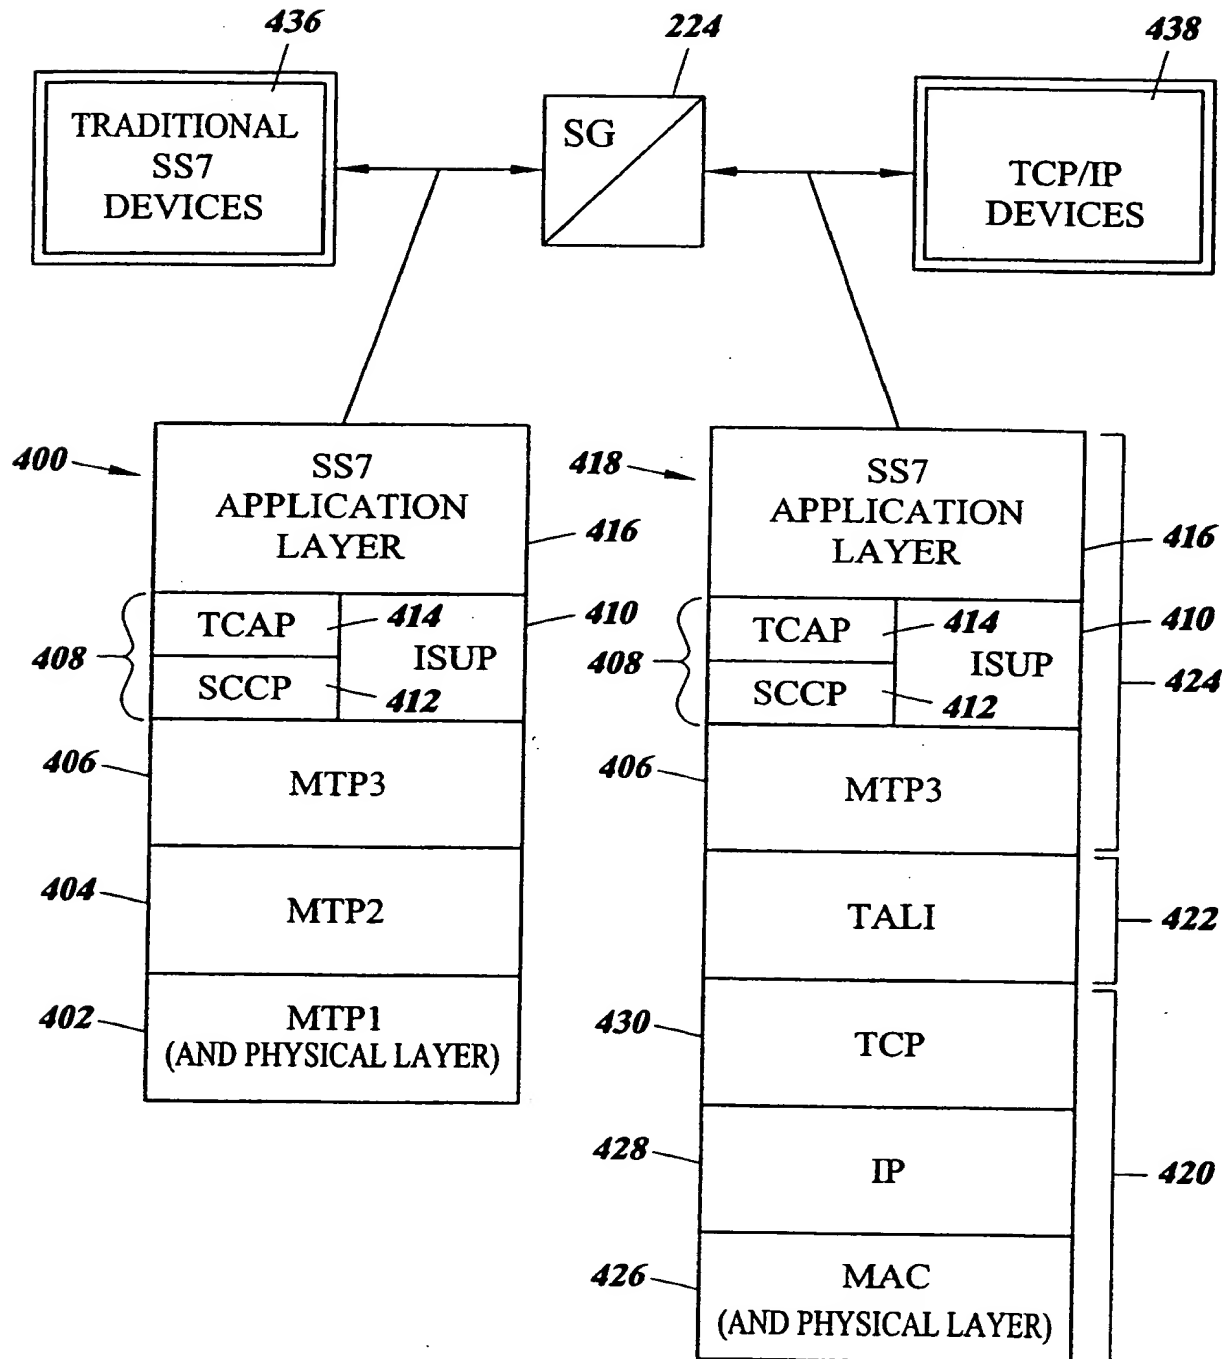 436
224
438
TRADITIONAL
SS7
DEVICES
SG
TCP/IP
DEVICES
400
SS7
APPLICATION
LAYER
416
408
TCAP
414
410
ISUP
SCCP
412
406
MTP3
404
MTP2
402
MTP1
(AND PHYSICAL LAYER)
418
SS7
APPLICATION
LAYER
416
408
TCAP
414
410
ISUP
SCCP
412
424
406
MTP3
TALI
422
430
TCP
428
IP
420
426
MAC
(AND PHYSICAL LAYER)